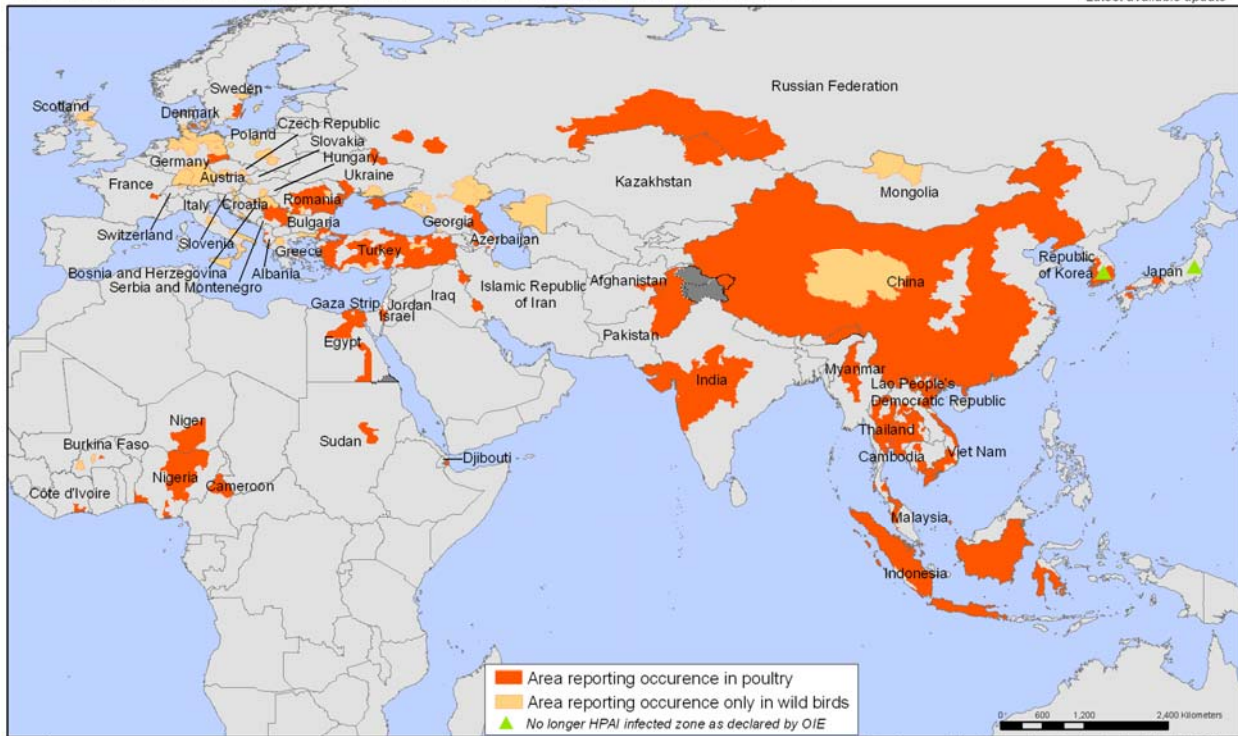 Latest available update
Russian Federation
Sweden
Scotland
Denmark
Czech Republic
Poland
Slovakia
Hungary
Germany
Austria
Ukraine
France
Kazakhstan
Mongolia
Italy
Croatia
Romania
Georgia
Bulgaria
Switzerland
Slovenia
Azerbaijan
Greece
Turkey
Republic
of Korea
Japan
Bosnia and Herzegovina
Albania
Serbia and Montenegro
Afghanistan
China
Islamic Republic
of Iran
Iraq
Gaza Strip
Jordan
Israel
Pakistan
Egypt
India
Myanmar
Lao People's
Democratic Republic
Niger
Thailand
Burkina Faso
Sudan
Viet Nam
Cambodia
Djibouti
Nigeria
Cameroon
Côte d'Ivoire
Malaysia
Indonesia
Area reporting occurence in poultry
Area reporting occurence only in wild birds
No longer HPAI infected zone as declared by OIE
0 600 1,200 2,400 Kilometers